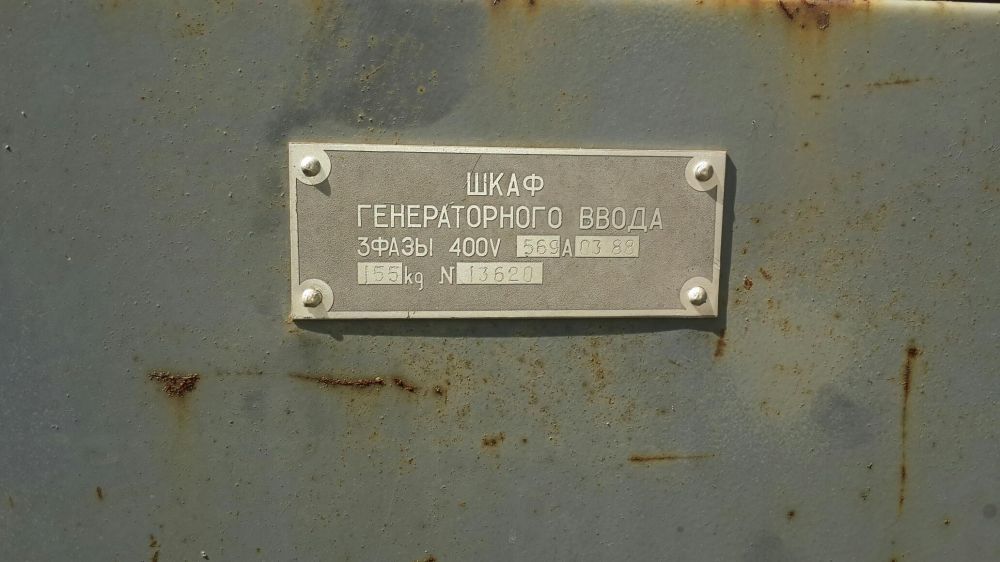 ШКАФ
ГЕНЕРАТОРНОГО ВВОДА
3ФАЗЫ 400V 569А 03 88
155kg N 13620